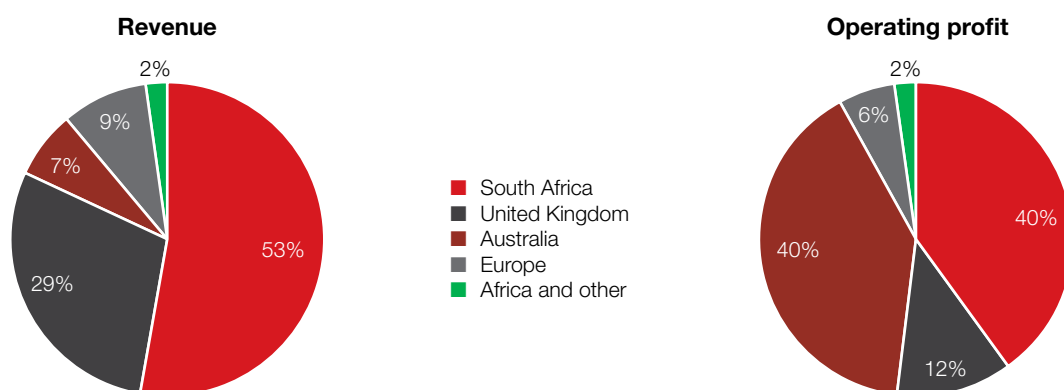 Revenue
2%
9%
7%
53%
29%
South Africa
United Kingdom
Australia
Europe
Africa and other
Operating profit
2%
6%
40%
40%
12%